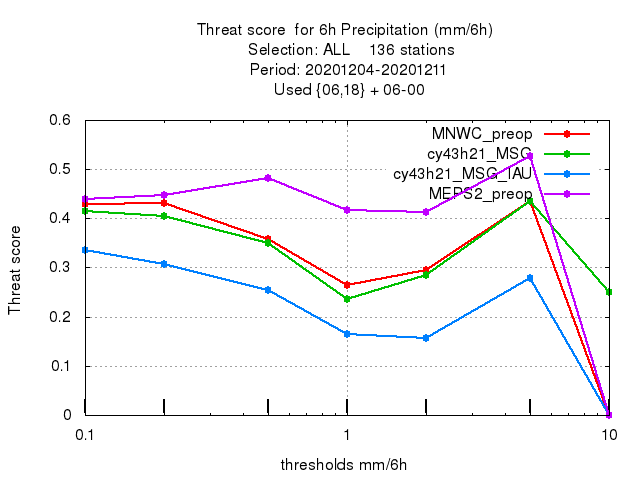 Threat score for 6h Precipitation (mm/6h)
Selection: ALL 136 stations
Period: 20201204-20201211
Used {06,18} + 06-00
0.6
0.5
0.4
0.3
0.2
0.1
0
Threat score
MNWC_preop
cy43h21_MSG
cy43h21_MSG_IAU
MEPS2_preop
0.1
1
10
thresholds mm/6h